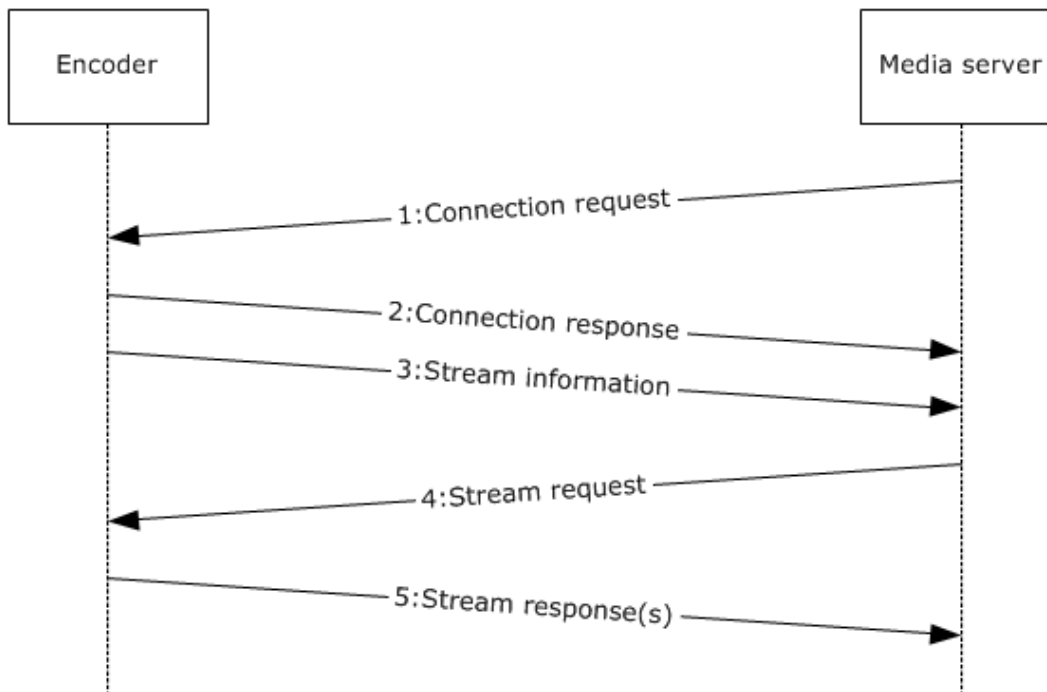 Encoder
Media server
1:Connection request
2:Connection response
3:Stream information
4:Stream request
5:Stream response(s)